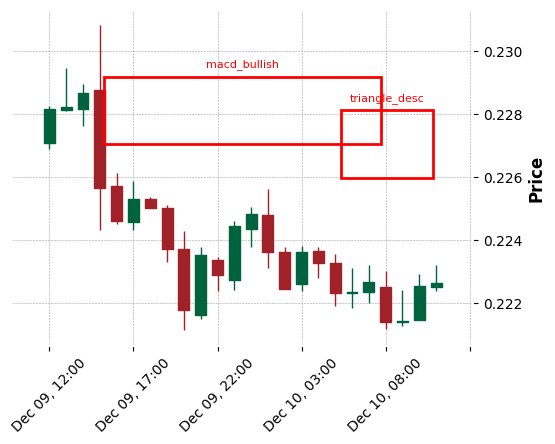 macd_bullish
triangle_desc
0.230
0.228
0.226
0.224
0.222
Price
Dec 09, 12:00
Dec 09, 17:00
Dec 09, 22:00
Dec 10, 03:00
Dec 10, 08:00